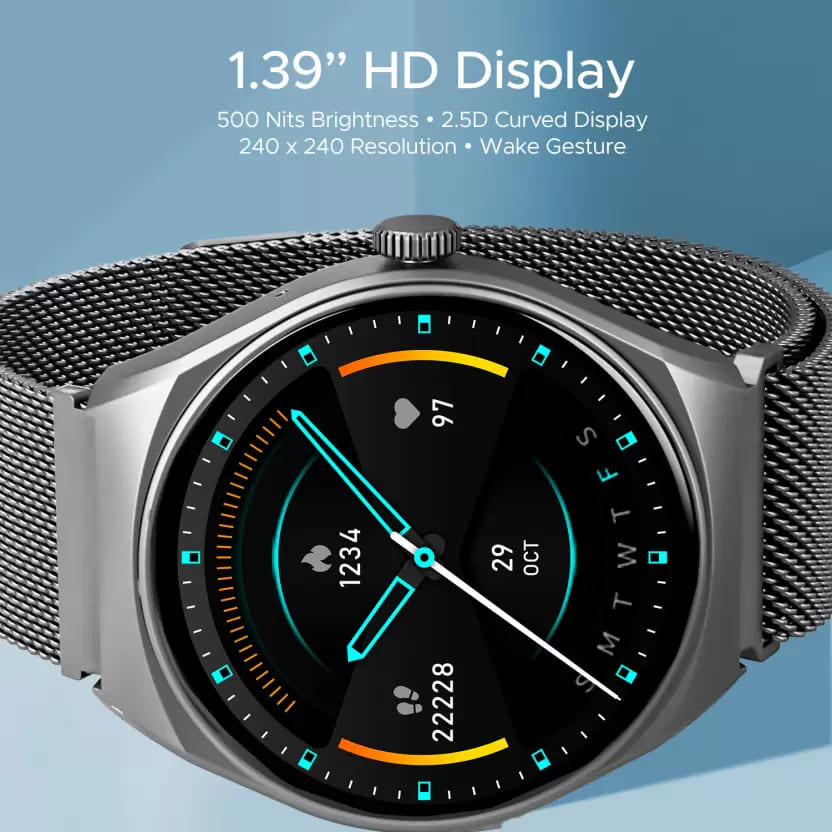 1.39” HD Display
500 Nits Brightness • 2.5D Curved Display
240 x 240 Resolution • Wake Gesture
97
1234
29
OCT
S M T W T F S
22228